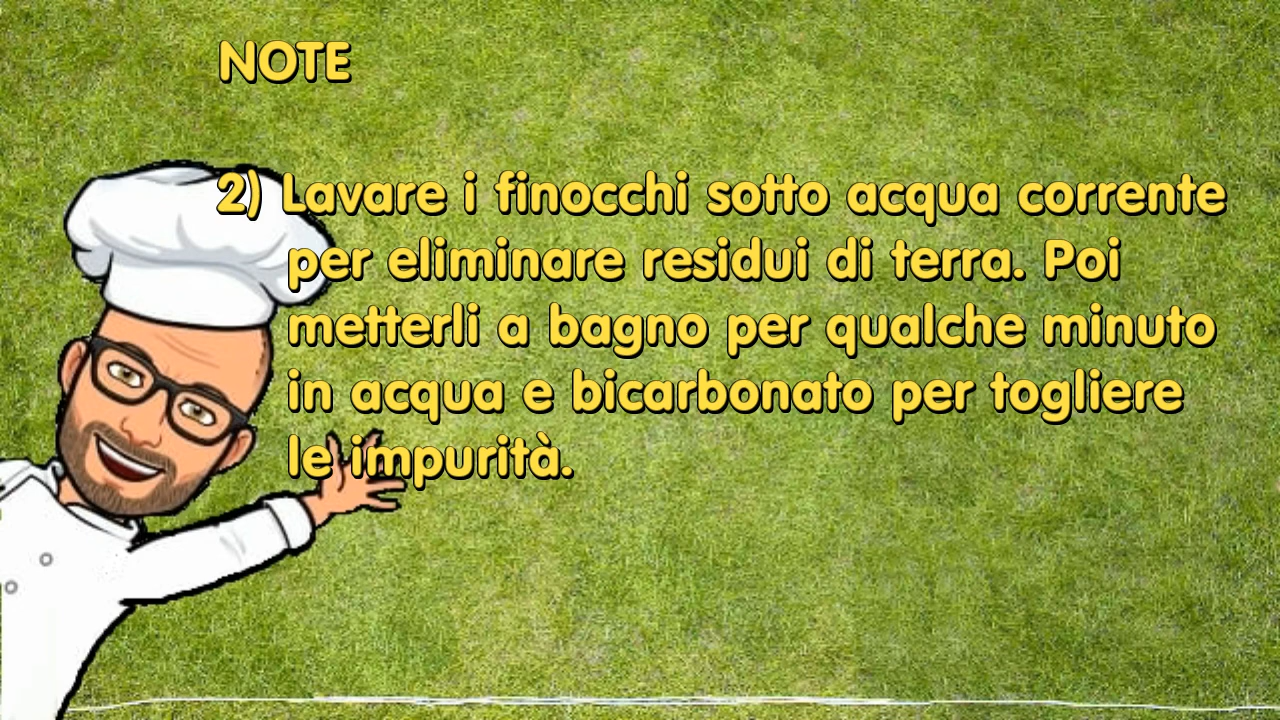 NOTE
2) Lavare i finocchi sotto acqua corrente
per eliminare residui di terra. Poi
metterli a bagno per qualche minuto
in acqua e bicarbonato per togliere
le impurità.